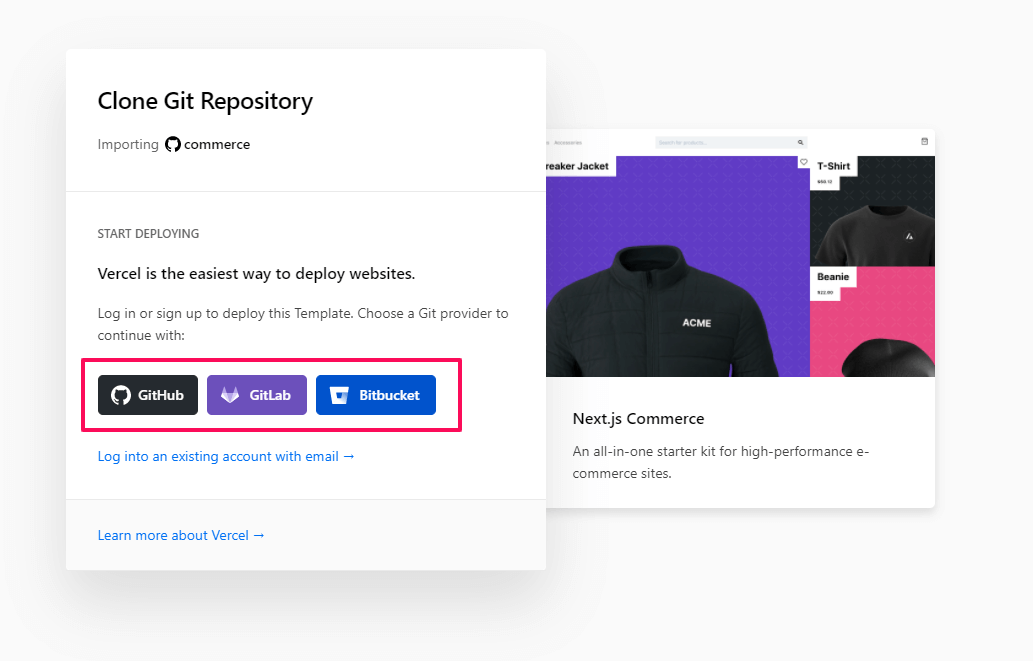 Clone Git Repository
Importing commerce
START DEPLOYING
Vercel is the easiest way to deploy websites.
Log in or sign up to deploy this Template. Choose a Git provider to
continue with:
GitHub GitLab Bitbucket
Log into an existing account with email →
Learn more about Vercel →
Accessories
Search for products...
reaker Jacket
T-Shirt
ACME
Beanie
$22.00
Next.js Commerce
An all-in-one starter kit for high-performance e-
commerce sites.